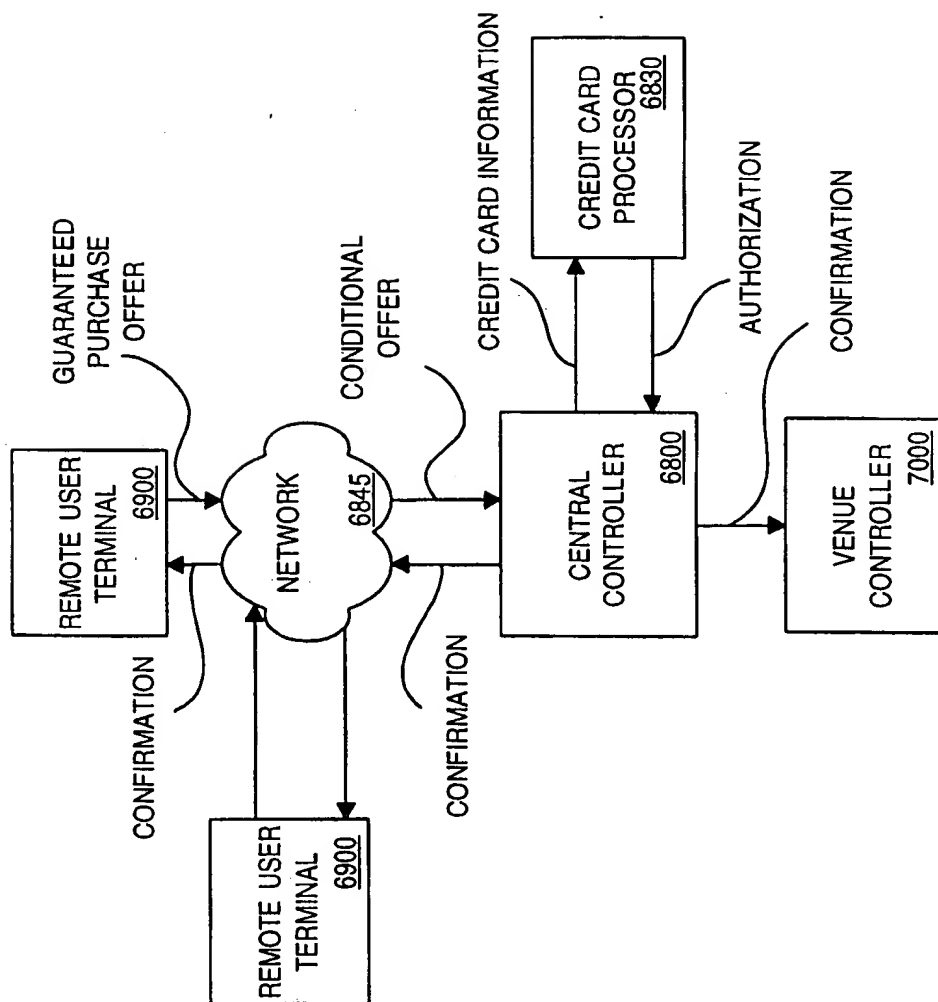 REMOTE USER
TERMINAL
6900
GUARANTEED
PURCHASE
OFFER
CONFIRMATION
REMOTE USER
TERMINAL
6900
NETWORK
6845
CONDITIONAL
OFFER
CONFIRMATION
CREDIT CARD INFORMATION
CREDIT CARD
PROCESSOR
6830
CENTRAL
CONTROLLER
6800
AUTHORIZATION
CONFIRMATION
VENUE
CONTROLLER
7000